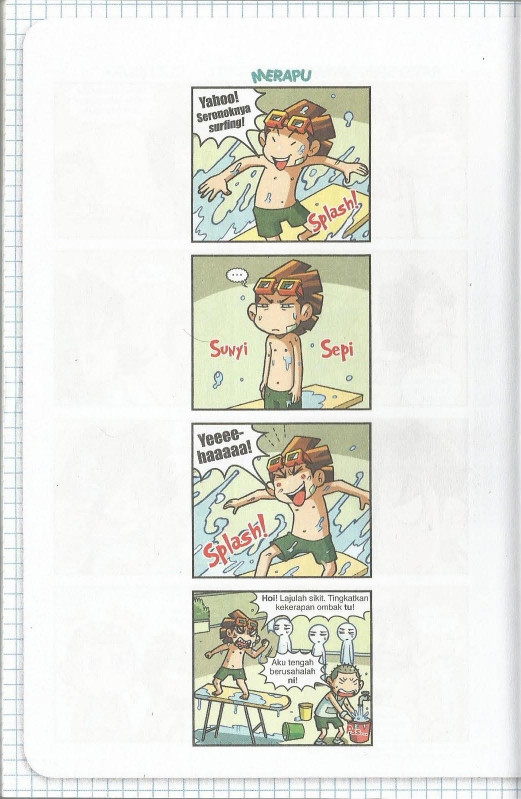 MERAPU
Yahoo!
Seronoknya
surfing!
Splash!
...
Sunyi
Sepi
Yeeee-
haaaaa!
Splash!
Hoi! Lajulah sikit. Tingkatkan
kekerapan ombak tu!
Aku tengah
berusahalah
ni!